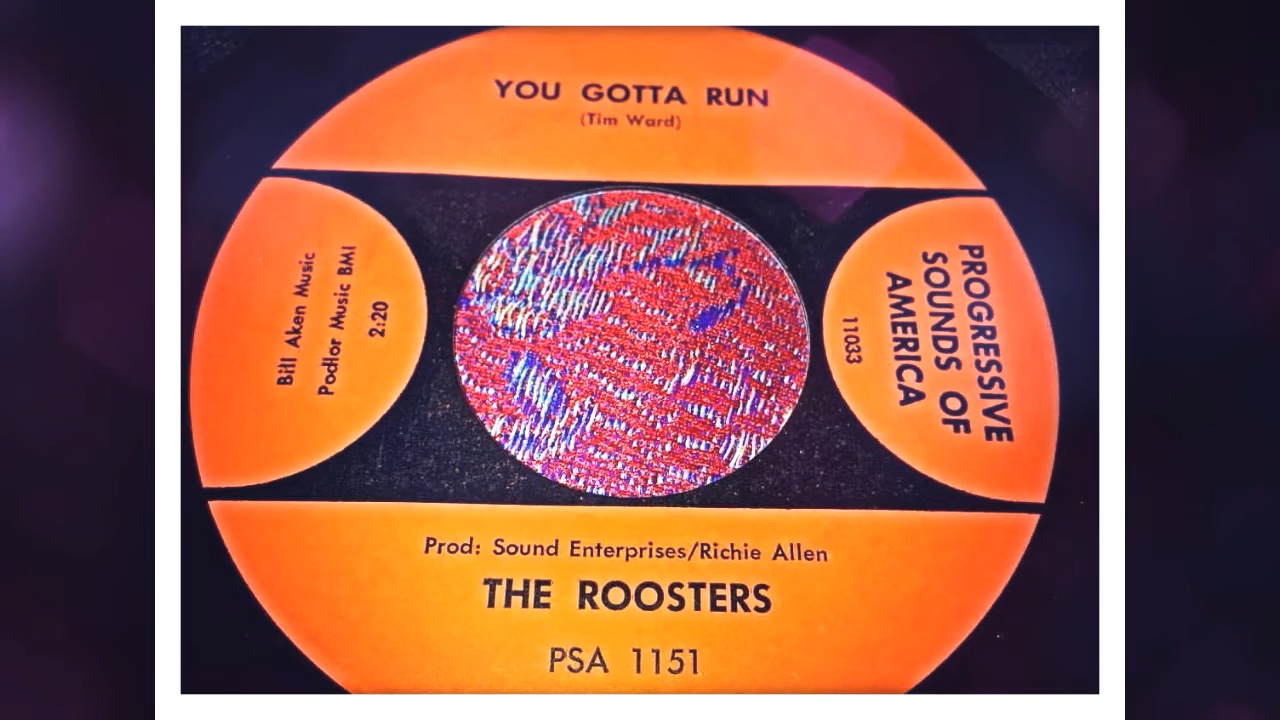 YOU GOTTA RUN
(Tim Ward)
Bill Aken Music
Podlor Music BMI
2:20
PROGRESSIVE
SOUNDS OF
AMERICA
11033
Prod: Sound Enterprises/Richie Allen
THE ROOSTERS
PSA 1151